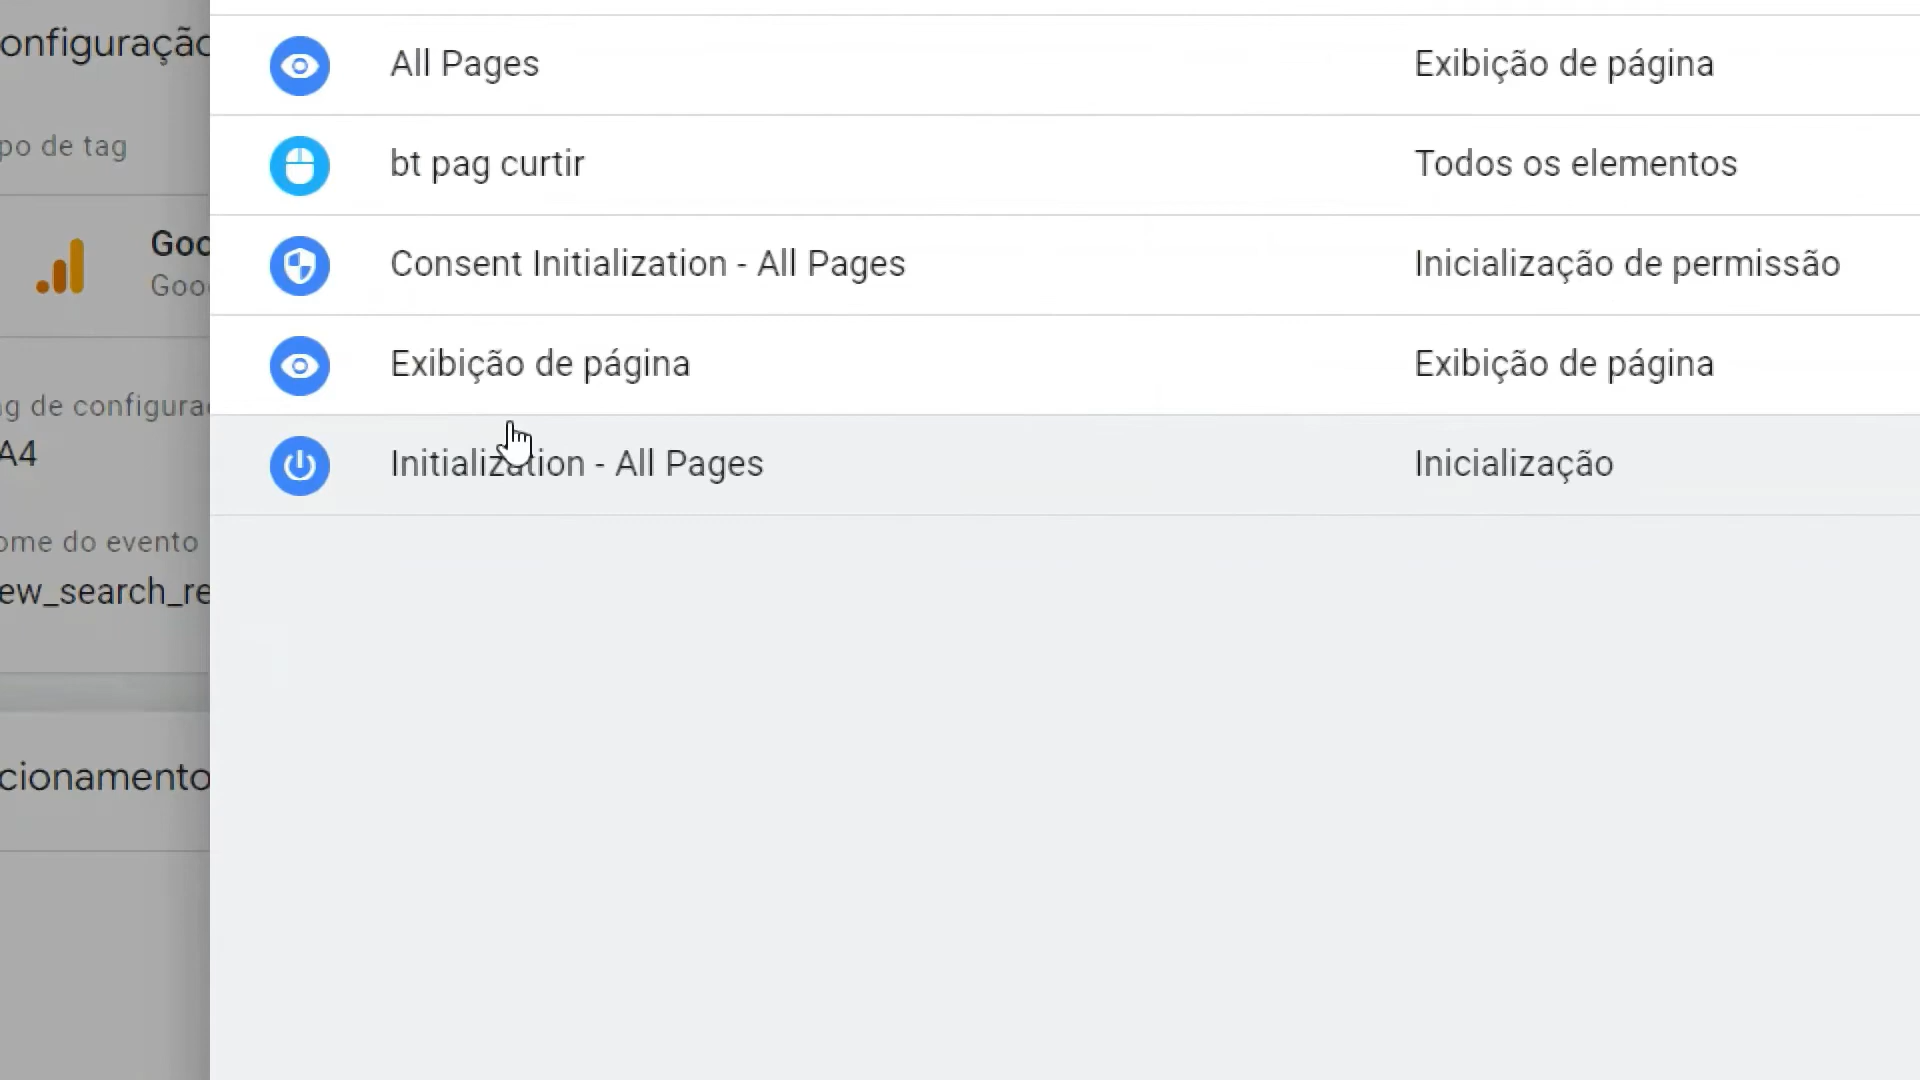 onfiguração
po de tag
Goo
Goo
g de configura
A4
ome do evento
ew_search_re
cionamento
All Pages Exibição de página
bt pag curtir Todos os elementos
Consent Initialization - All Pages Inicialização de permissão
Exibição de página Exibição de página
Initialization - All Pages Inicialização